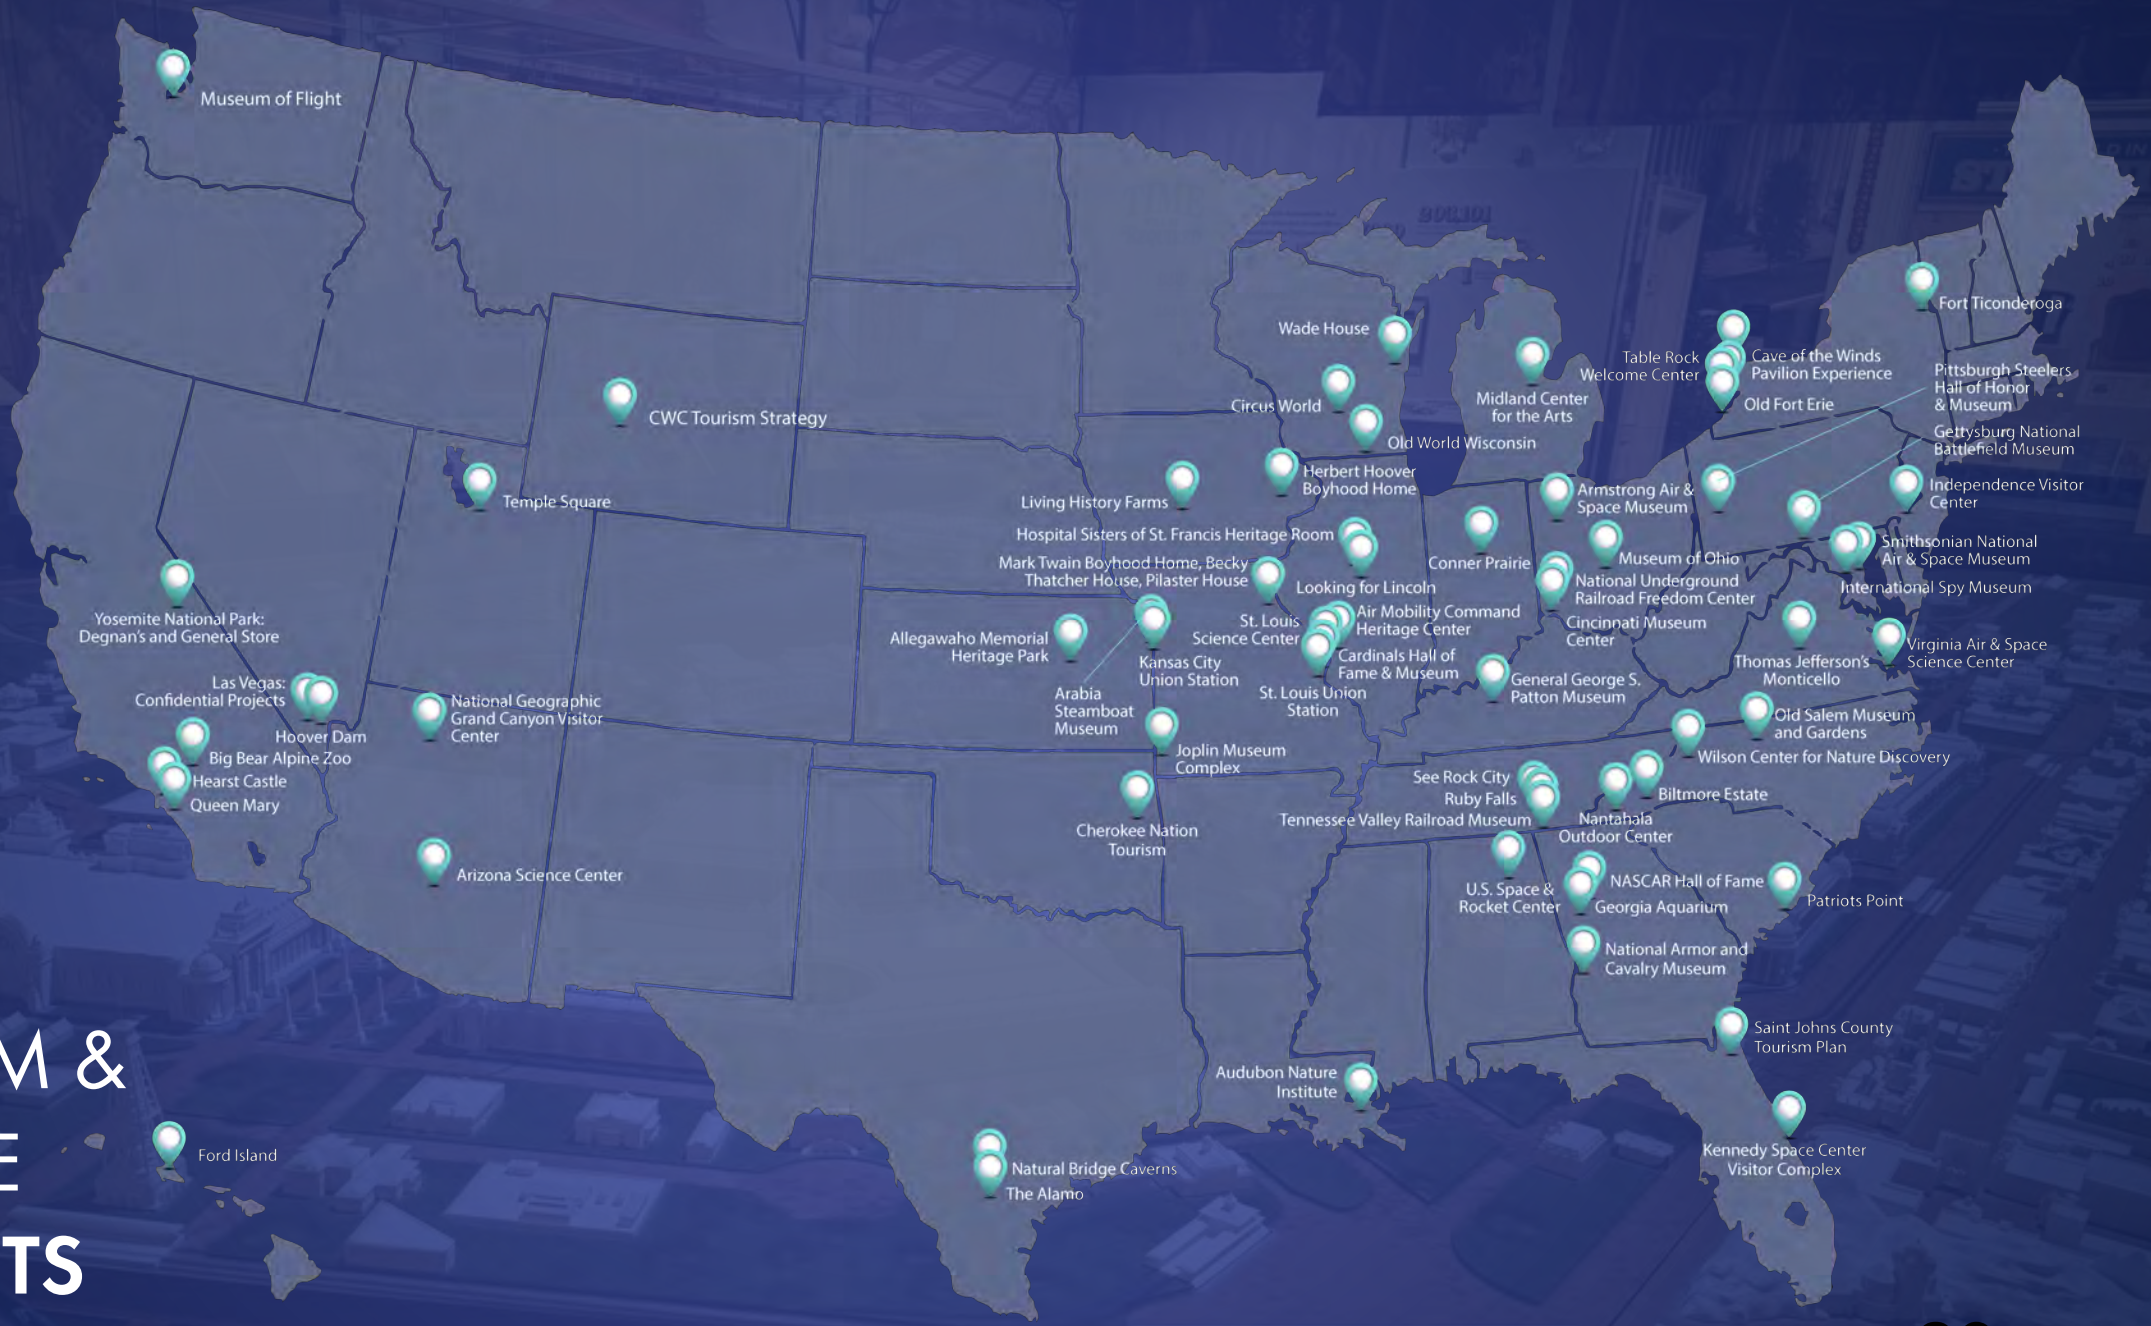 Museum of Flight
Fort Ticonderoga
Wade House
Table Rock
Welcome Center
Cave of the Winds
Pavilion Experience
Pittsburgh Steelers
Hall of Honor
& Museum
Midland Center
for the Arts
Circus World
Old Fort Erie
CWC Tourism Strategy
Old World Wisconsin
Gettysburg National
Battlefield Museum
Herbert Hoover
Boyhood Home
Living History Farms
Temple Square
Armstrong Air &
Space Museum
Independence Visitor
Center
Hospital Sisters of St. Francis Heritage Room
Mark Twain Boyhood Home, Becky
Thatcher House, Pilaster House
Looking for Lincoln
Conner Prairie
Museum of Ohio
Smithsonian National
Air & Space Museum
International Spy Museum
National Underground
Railroad Freedom Center
Cincinnati Museum
Center
Yosemite National Park:
Degnan's and General Store
Allegawaho Memorial
Heritage Park
St. Louis
Science Center
Air Mobility Command
Heritage Center
Kansas City
Union Station
Cardinals Hall of
Fame & Museum
St. Louis Union
Station
General George S.
Patton Museum
Thomas Jefferson's
Monticello
Virginia Air & Space
Science Center
Las Vegas:
Confidential Projects
Hoover Dam
National Geographic
Grand Canyon Visitor
Center
Arabia
Steamboat
Museum
Joplin Museum
Complex
Old Salem Museum
and Gardens
Wilson Center for Nature Discovery
Big Bear Alpine Zoo
Hearst Castle
Queen Mary
See Rock City
Ruby Falls
Tennessee Valley Railroad Museum
Biltmore Estate
Nantahala
Outdoor Center
Cherokee Nation
Tourism
Arizona Science Center
U.S. Space &
Rocket Center
NASCAR Hall of Fame
Georgia Aquarium
Patriots Point
National Armor and
Cavalry Museum
Saint Johns County
Tourism Plan
Audubon Nature
Institute
Kennedy Space Center
Visitor Complex
Natural Bridge Caverns
The Alamo
Ford Island
M &
E
TS